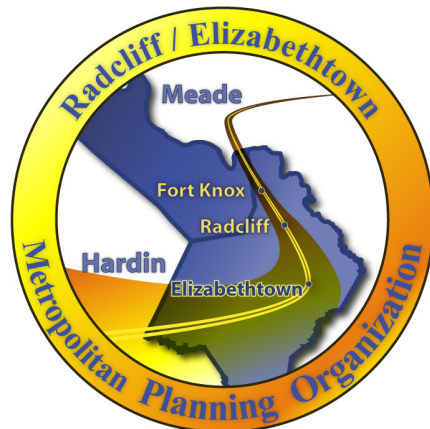 Radcliff / Elizabethtown
Meade
Fort Knox
Radcliff
Hardin
Elizabethtown
Metropolitan Planning Organization